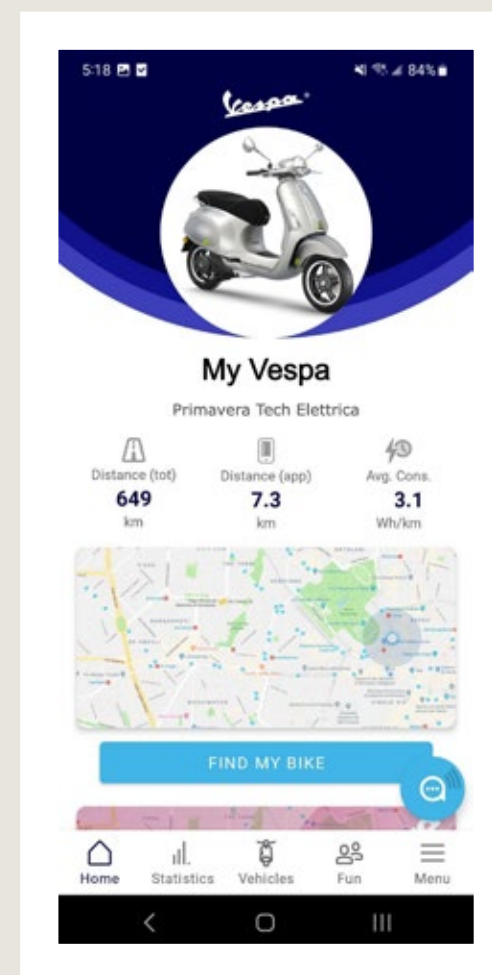 5:18
84%
Vespa
My Vespa
Primavera Tech Elettrica
Distance (tot)
Distance (app)
Avg. Cons.
649
7.3
3.1
km
km
Wh/km
FIND MY BIKE
Home
Statistics
Vehicles
Fun
Menu